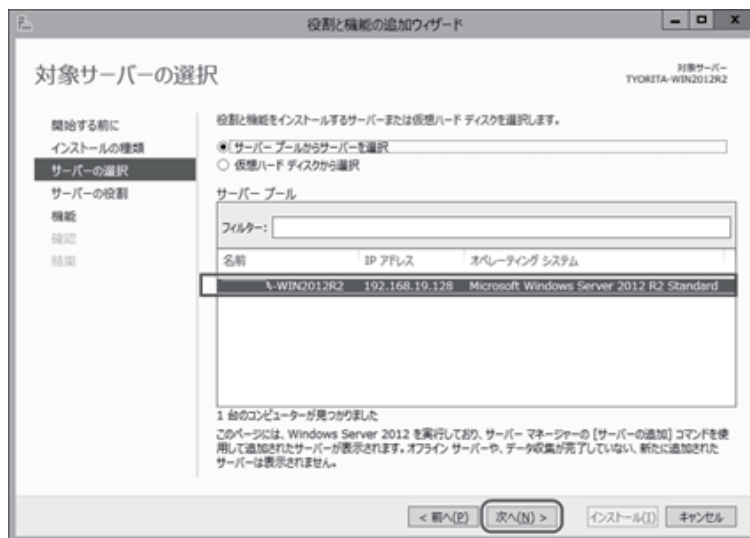 役割と機能の追加ウィザード
対象サーバーの選択
対象サーバー
TYORITA-WIN2012R2
開始する前に
インストールの種類
サーバーの選択
サーバーの役割
機能
確認
結果
役割と機能をインストールするサーバーまたは仮想ハード ディスクを選択します。
サーバー プールからサーバーを選択
仮想ハード ディスクから選択
サーバー プール
フィルター:
名前 IP アドレス オペレーティング システム
-WIN2012R2 192.168.19.128 Microsoft Windows Server 2012 R2 Standard
1 台のコンピューターが見つかりました
このページには、Windows Server 2012 を実行しており、サーバー マネージャーの [サーバーの追加] コマンドを使
用して追加されたサーバーが表示されます。オフライン サーバーや、データ収集が完了していない、新たに追加された
サーバーは表示されません。
< 前へ(P) 次へ(N) > インストール(I) キャンセル